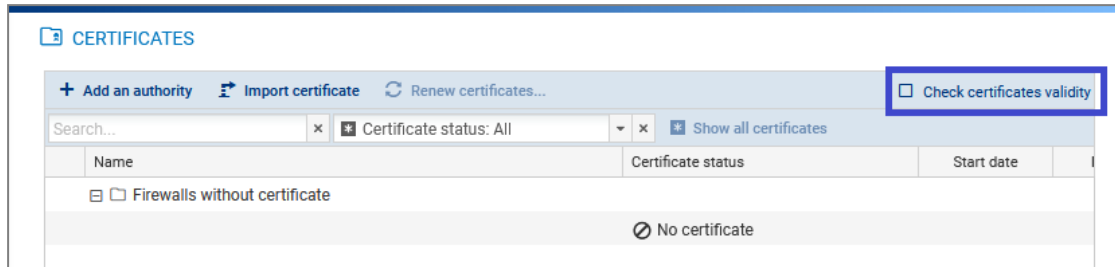 CERTIFICATES
Add an authority Import certificate Renew certificates... Check certificates validity
Search... Certificate status: All Show all certificates
Name Certificate status Start date
Firewalls without certificate
No certificate